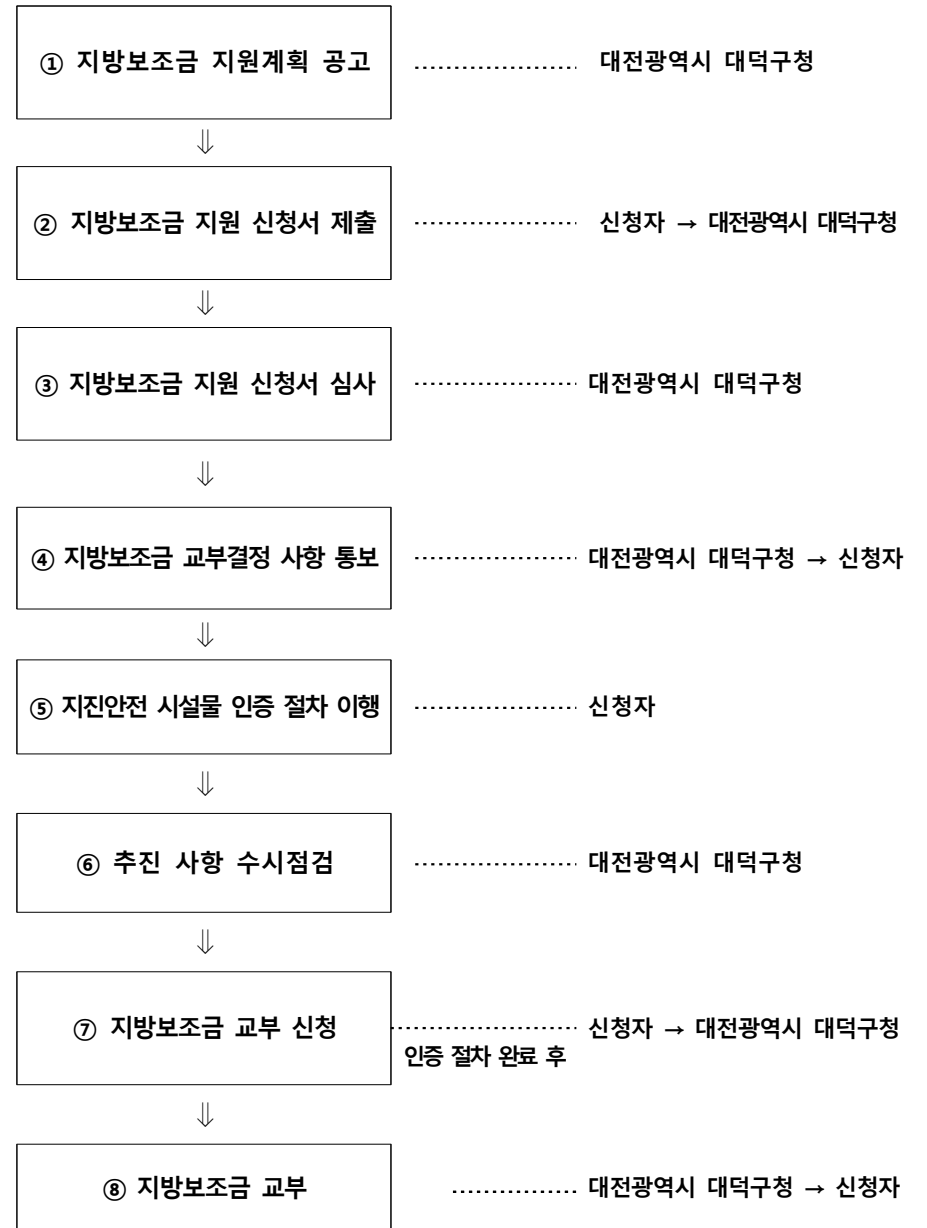 ① 지방보조금 지원계획 공고 ………………… 대전광역시 대덕구청
⇓
② 지방보조금 지원 신청서 제출 ………………… 신청자 → 대전광역시 대덕구청
⇓
③ 지방보조금 지원 신청서 심사 ………………… 대전광역시 대덕구청
⇓
④ 지방보조금 교부결정 사항 통보 ………………… 대전광역시 대덕구청 → 신청자
⇓
⑤ 지진안전 시설물 인증 절차 이행 ………………… 신청자
⇓
⑥ 추진 사항 수시점검 ………………… 대전광역시 대덕구청
⇓
⑦ 지방보조금 교부 신청 ………………… 신청자 → 대전광역시 대덕구청
인증 절차 완료 후
⇓
⑧ 지방보조금 교부 …………… 대전광역시 대덕구청 → 신청자